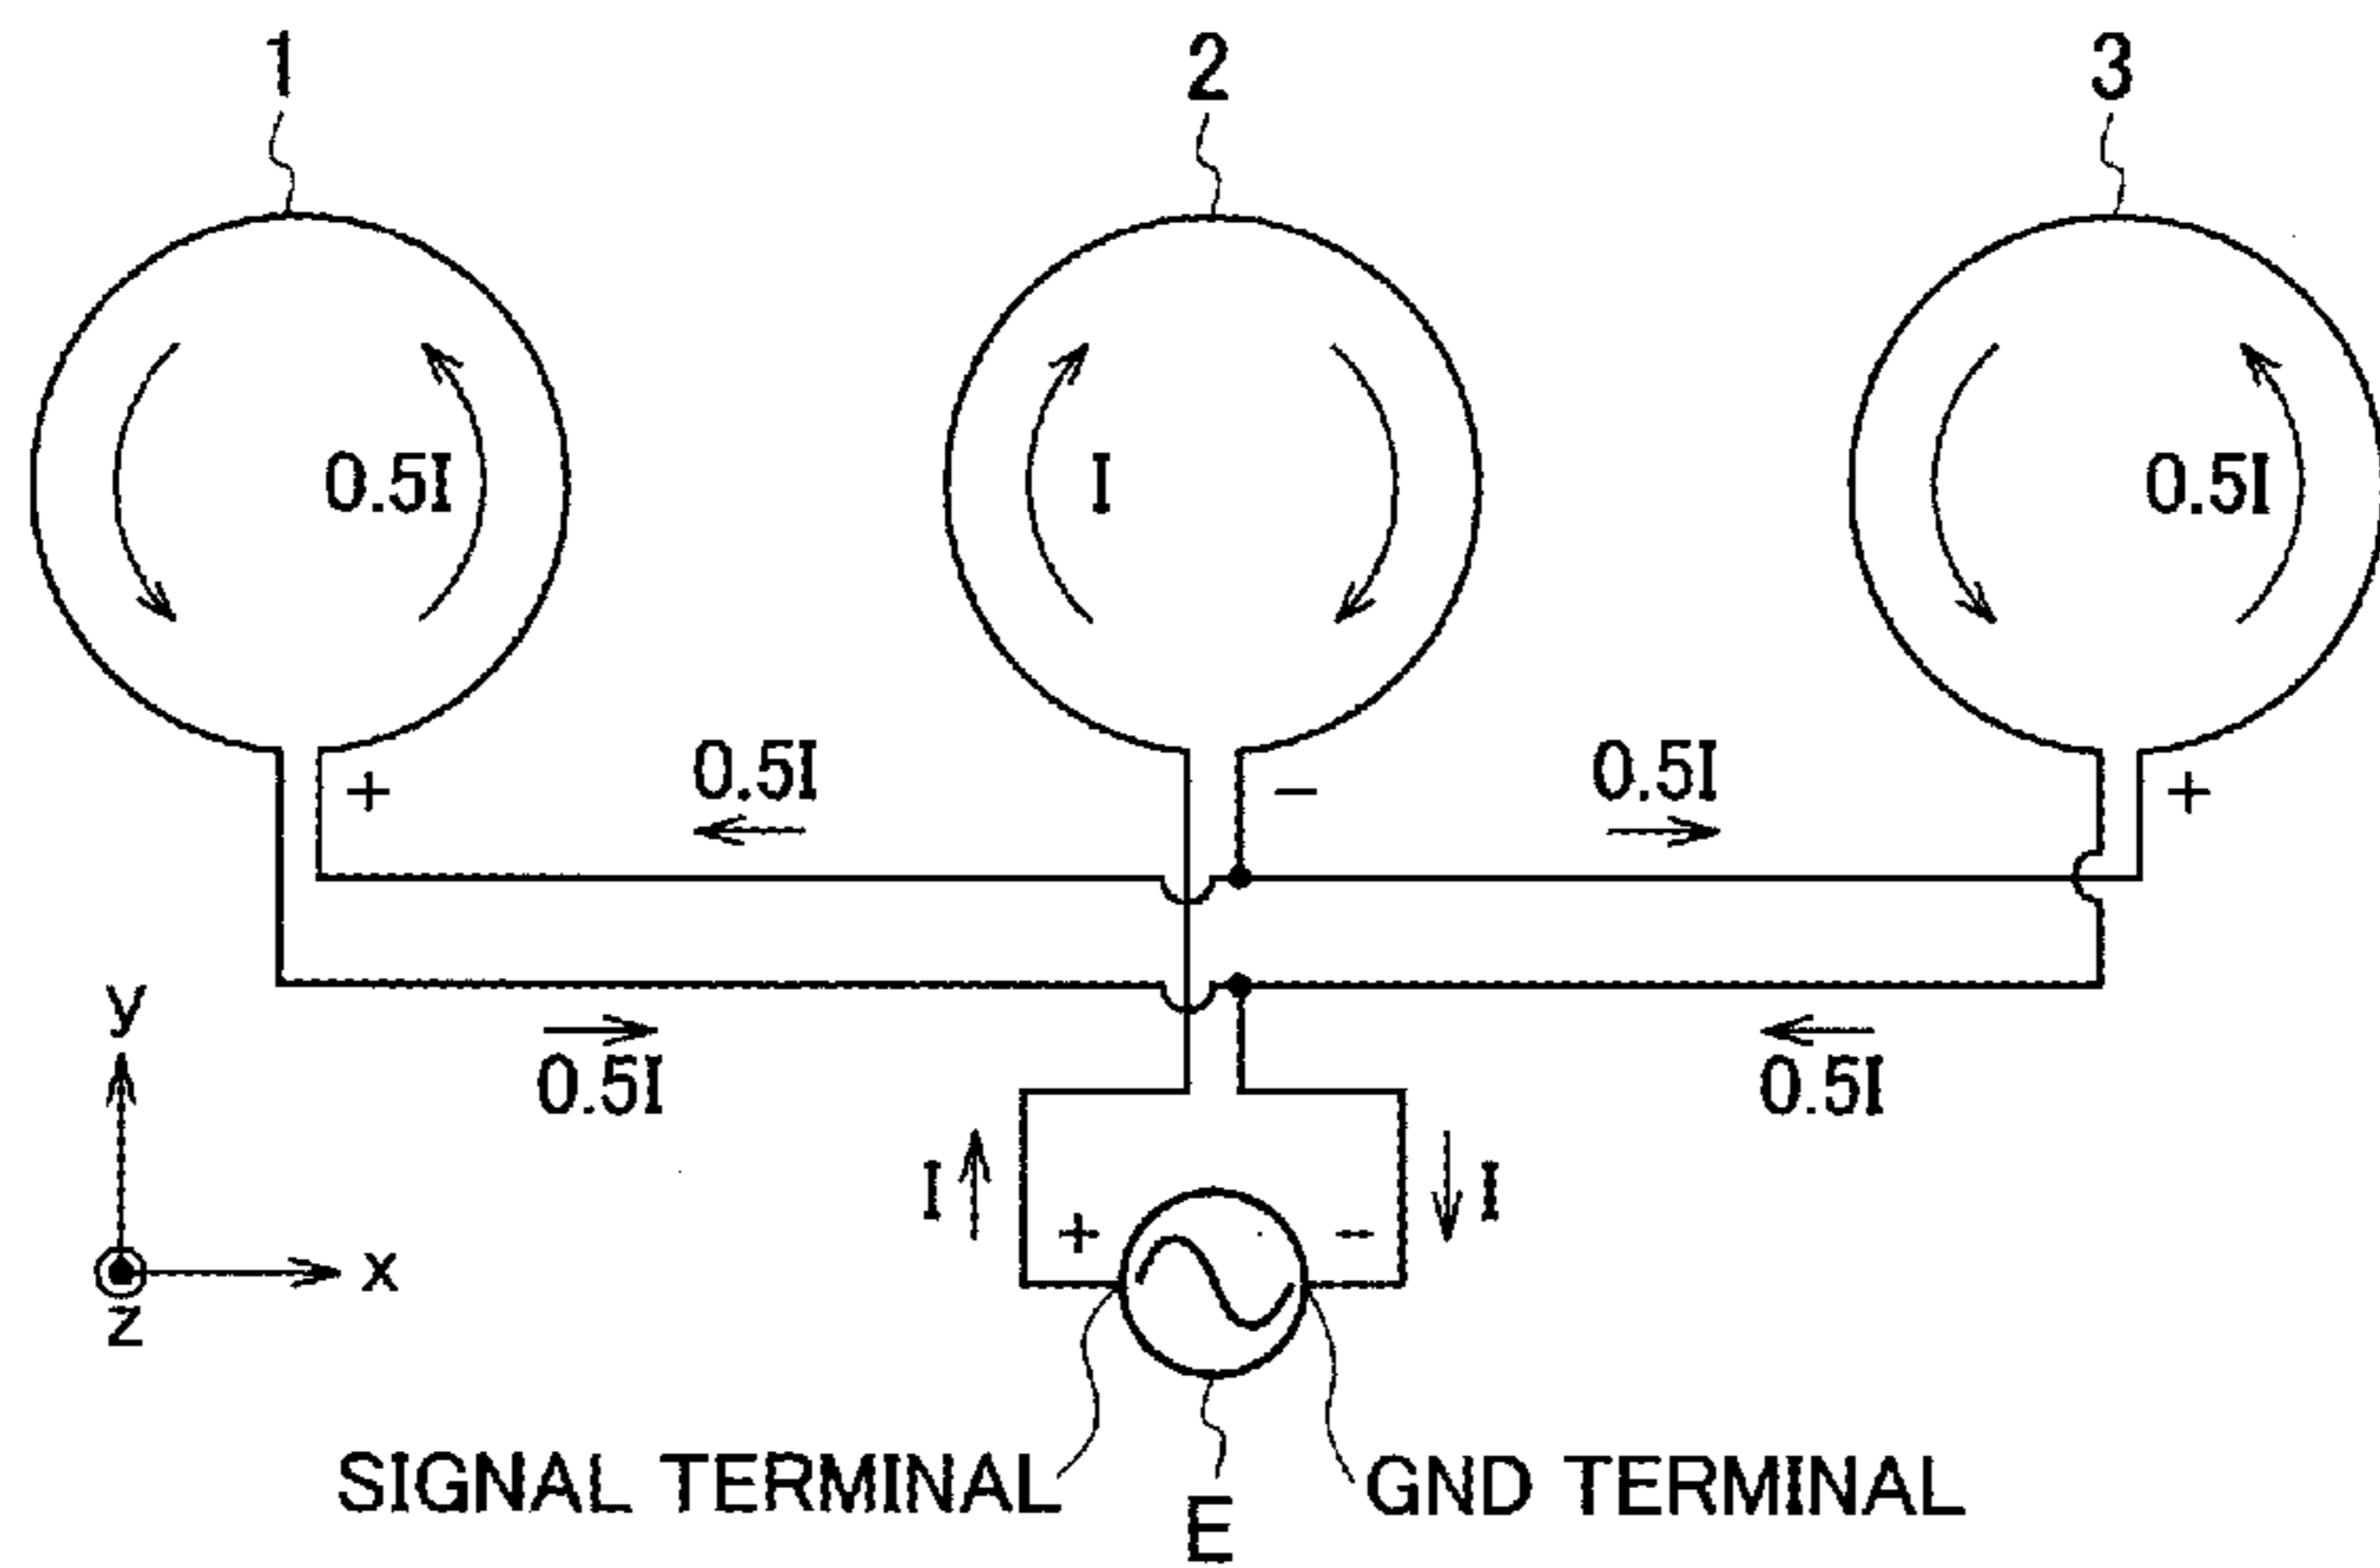 1 2 3
0.5I I 0.5I
+ 0.5I - 0.5I +
0.5I 0.5I
y
x
z
I + - I
SIGNAL TERMINAL E GND TERMINAL